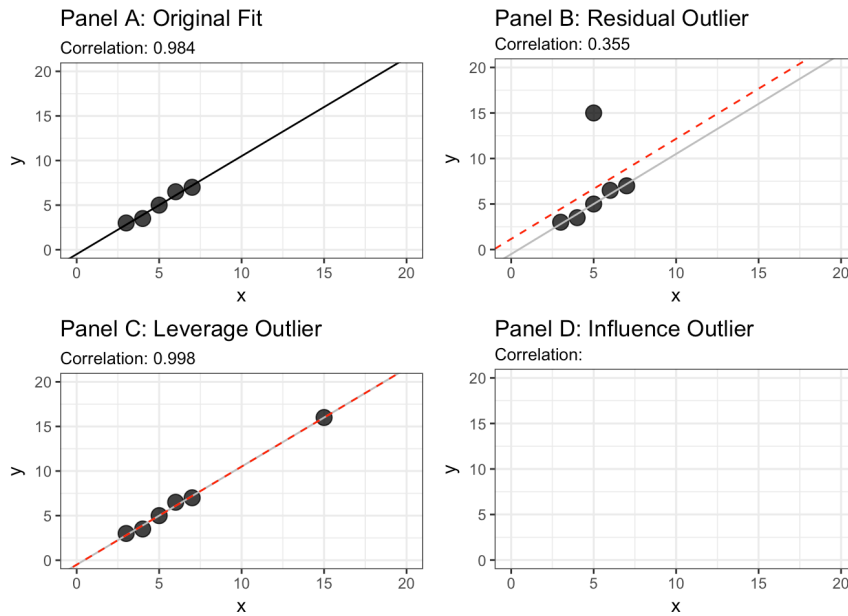 Panel A: Original Fit
Correlation: 0.984
20
15
10
5
0
y
0 5 10 15 20
x
Panel B: Residual Outlier
Correlation: 0.355
20
15
10
5
0
y
0 5 10 15 20
x
Panel C: Leverage Outlier
Correlation: 0.998
20
15
10
5
0
y
0 5 10 15 20
x
Panel D: Influence Outlier
Correlation:
20
15
10
5
0
y
0 5 10 15 20
x